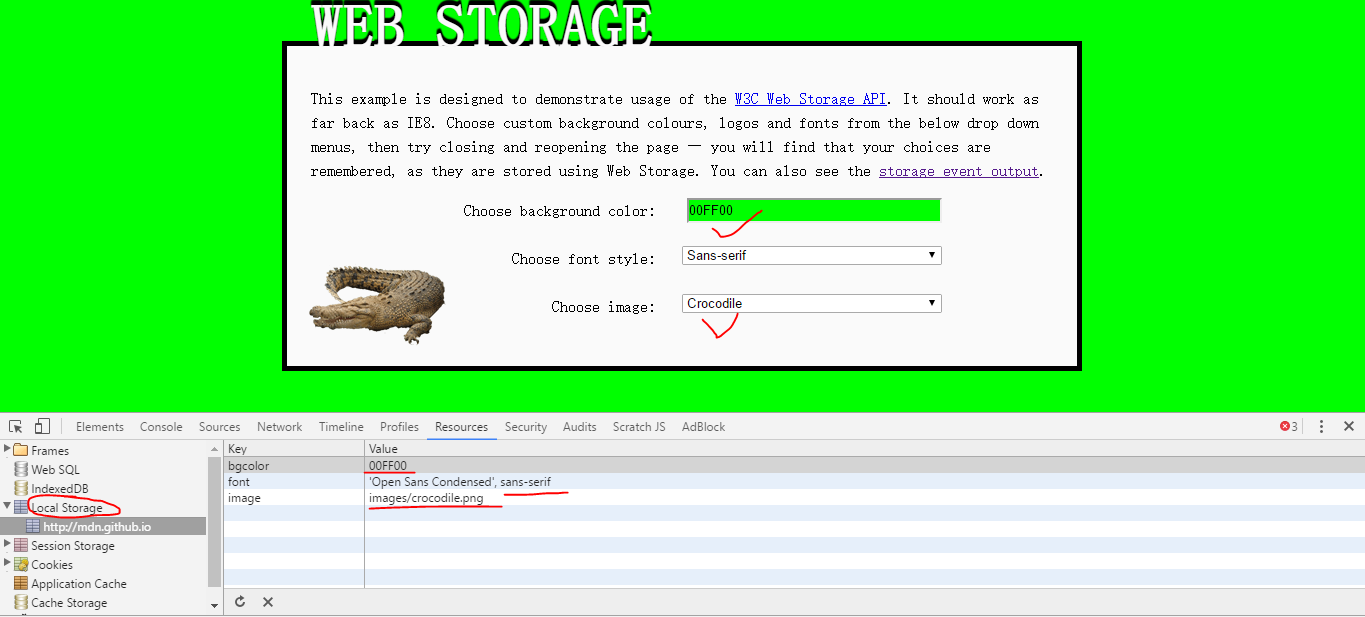 WEB STORAGE
This example is designed to demonstrate usage of the W3C Web Storage API. It should work as
far back as IE8. Choose custom background colours, logos and fonts from the below drop down
menus, then try closing and reopening the page — you will find that your choices are
remembered, as they are stored using Web Storage. You can also see the storage event output.
Choose background color: 00FF00
Choose font style: Sans-serif
Choose image: Crocodile
Elements Console Sources Network Timeline Profiles Resources Security Audits Scratch JS AdBlock 3
Frames
Web SQL
IndexedDB
Local Storage
http://mdn.github.io
Session Storage
Cookies
Application Cache
Cache Storage
Key Value
bgcolor 00FF00
font 'Open Sans Condensed', sans-serif
image images/crocodile.png